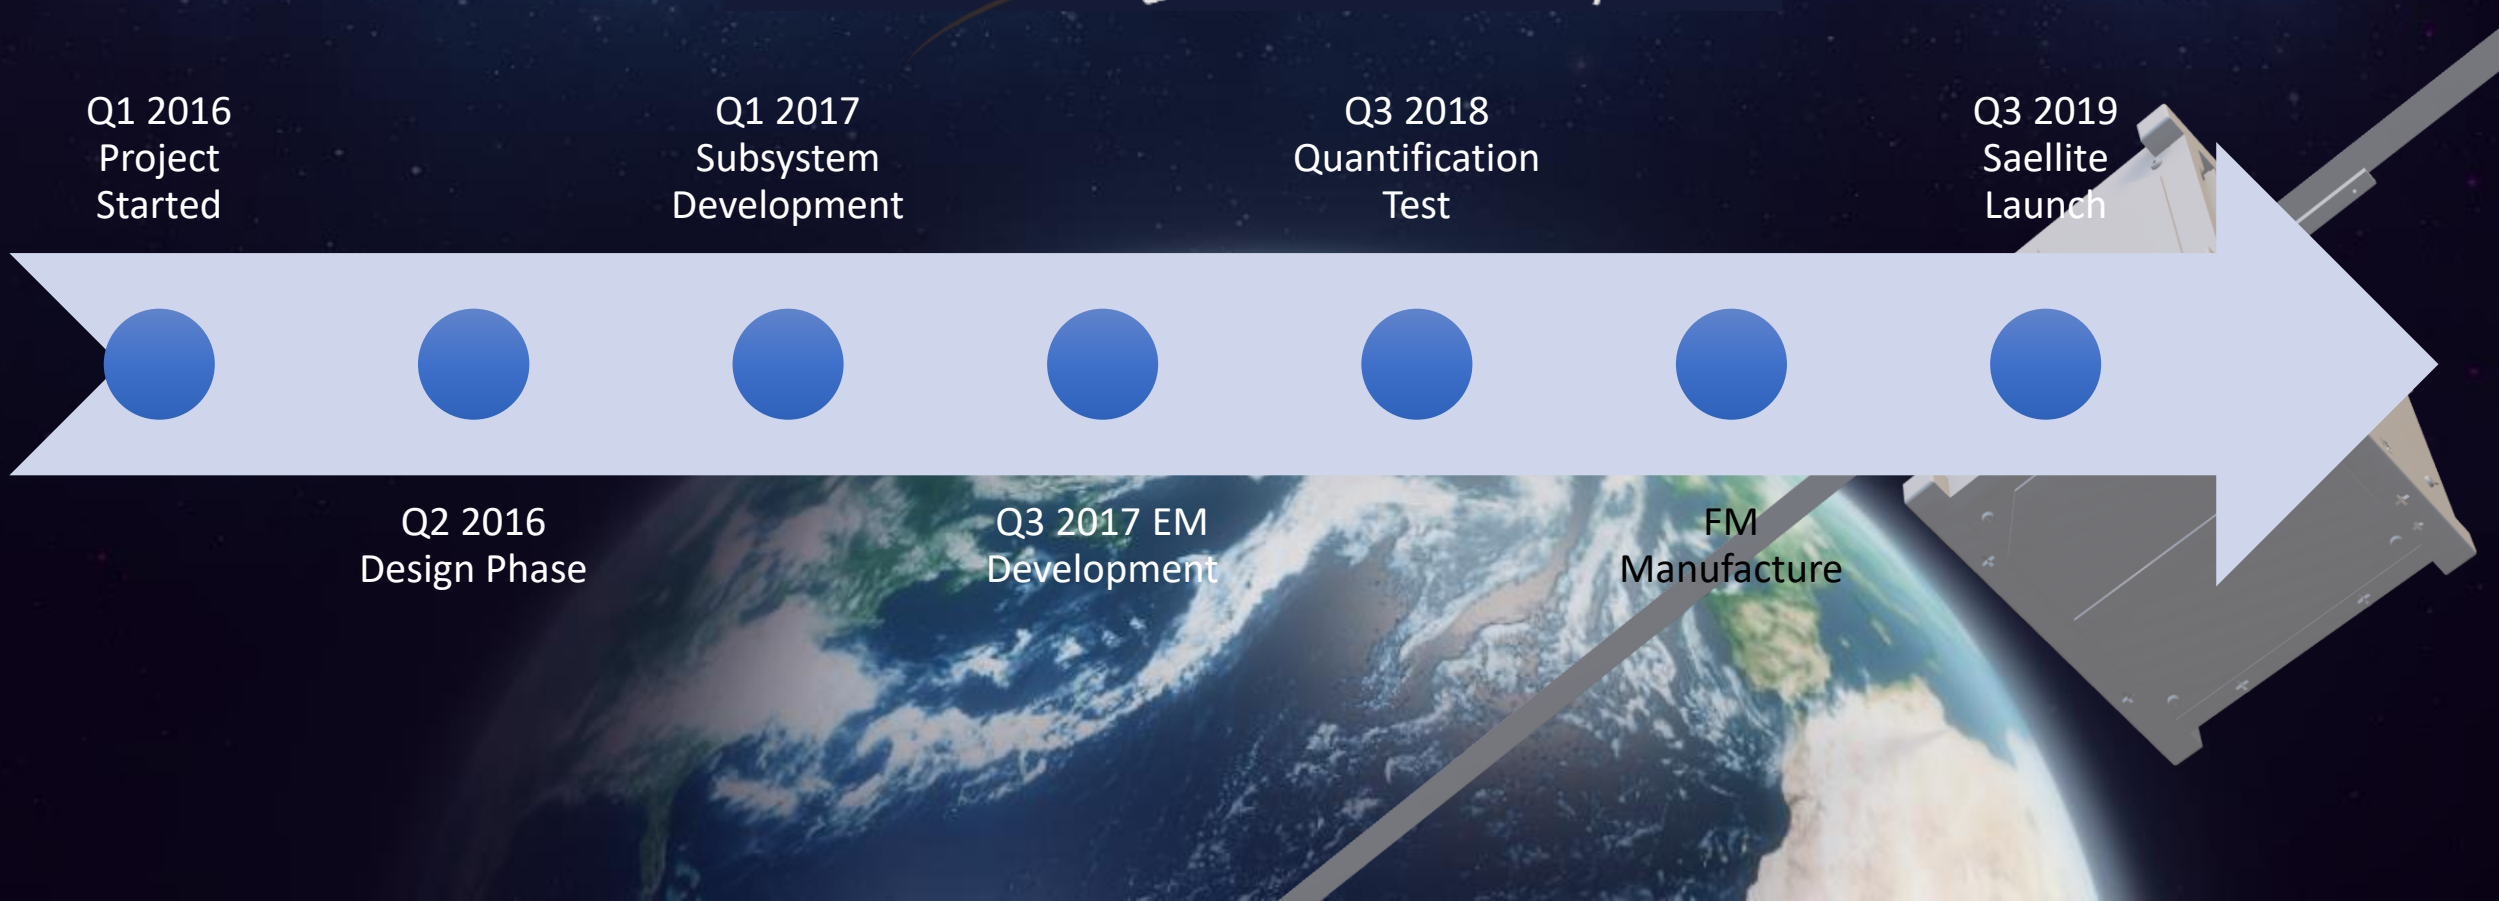 Q1 2016
Project
Started
Q2 2016
Design Phase
Q1 2017
Subsystem
Development
Q3 2017 EM
Development
Q3 2018
Quantification
Test
FM
Manufacture
Q3 2019
Saellite
Launch